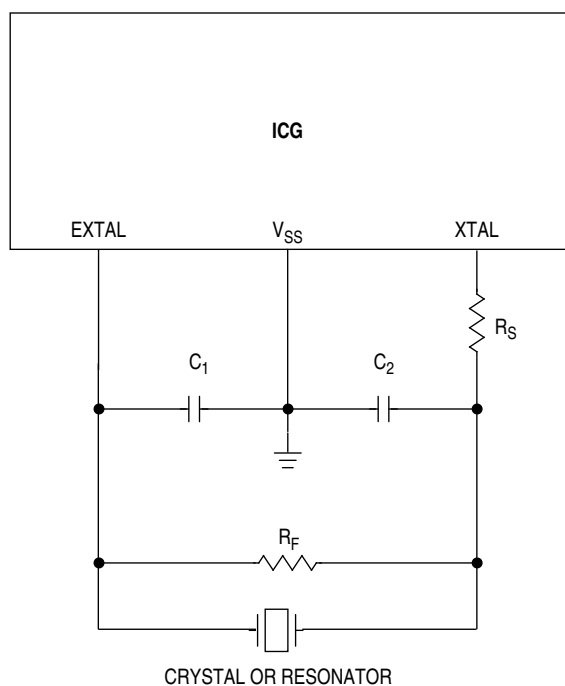 ICG
EXTAL
VSS
XTAL
RS
C1
C2
RF
CRYSTAL OR RESONATOR